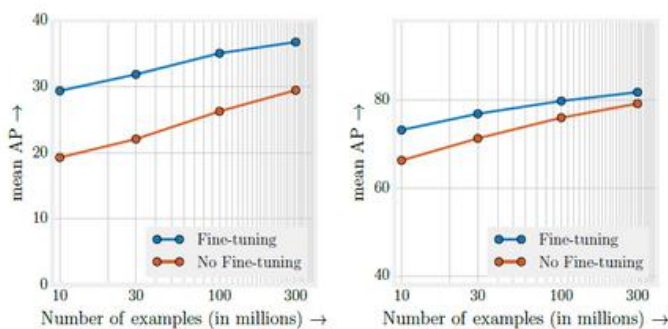 40
30
20
10
0
mean AP →
Fine-tuning
No Fine-tuning
10 30 100 300
Number of examples (in millions) →
80
60
40
mean AP →
Fine-tuning
No Fine-tuning
10 30 100 300
Number of examples (in millions) →